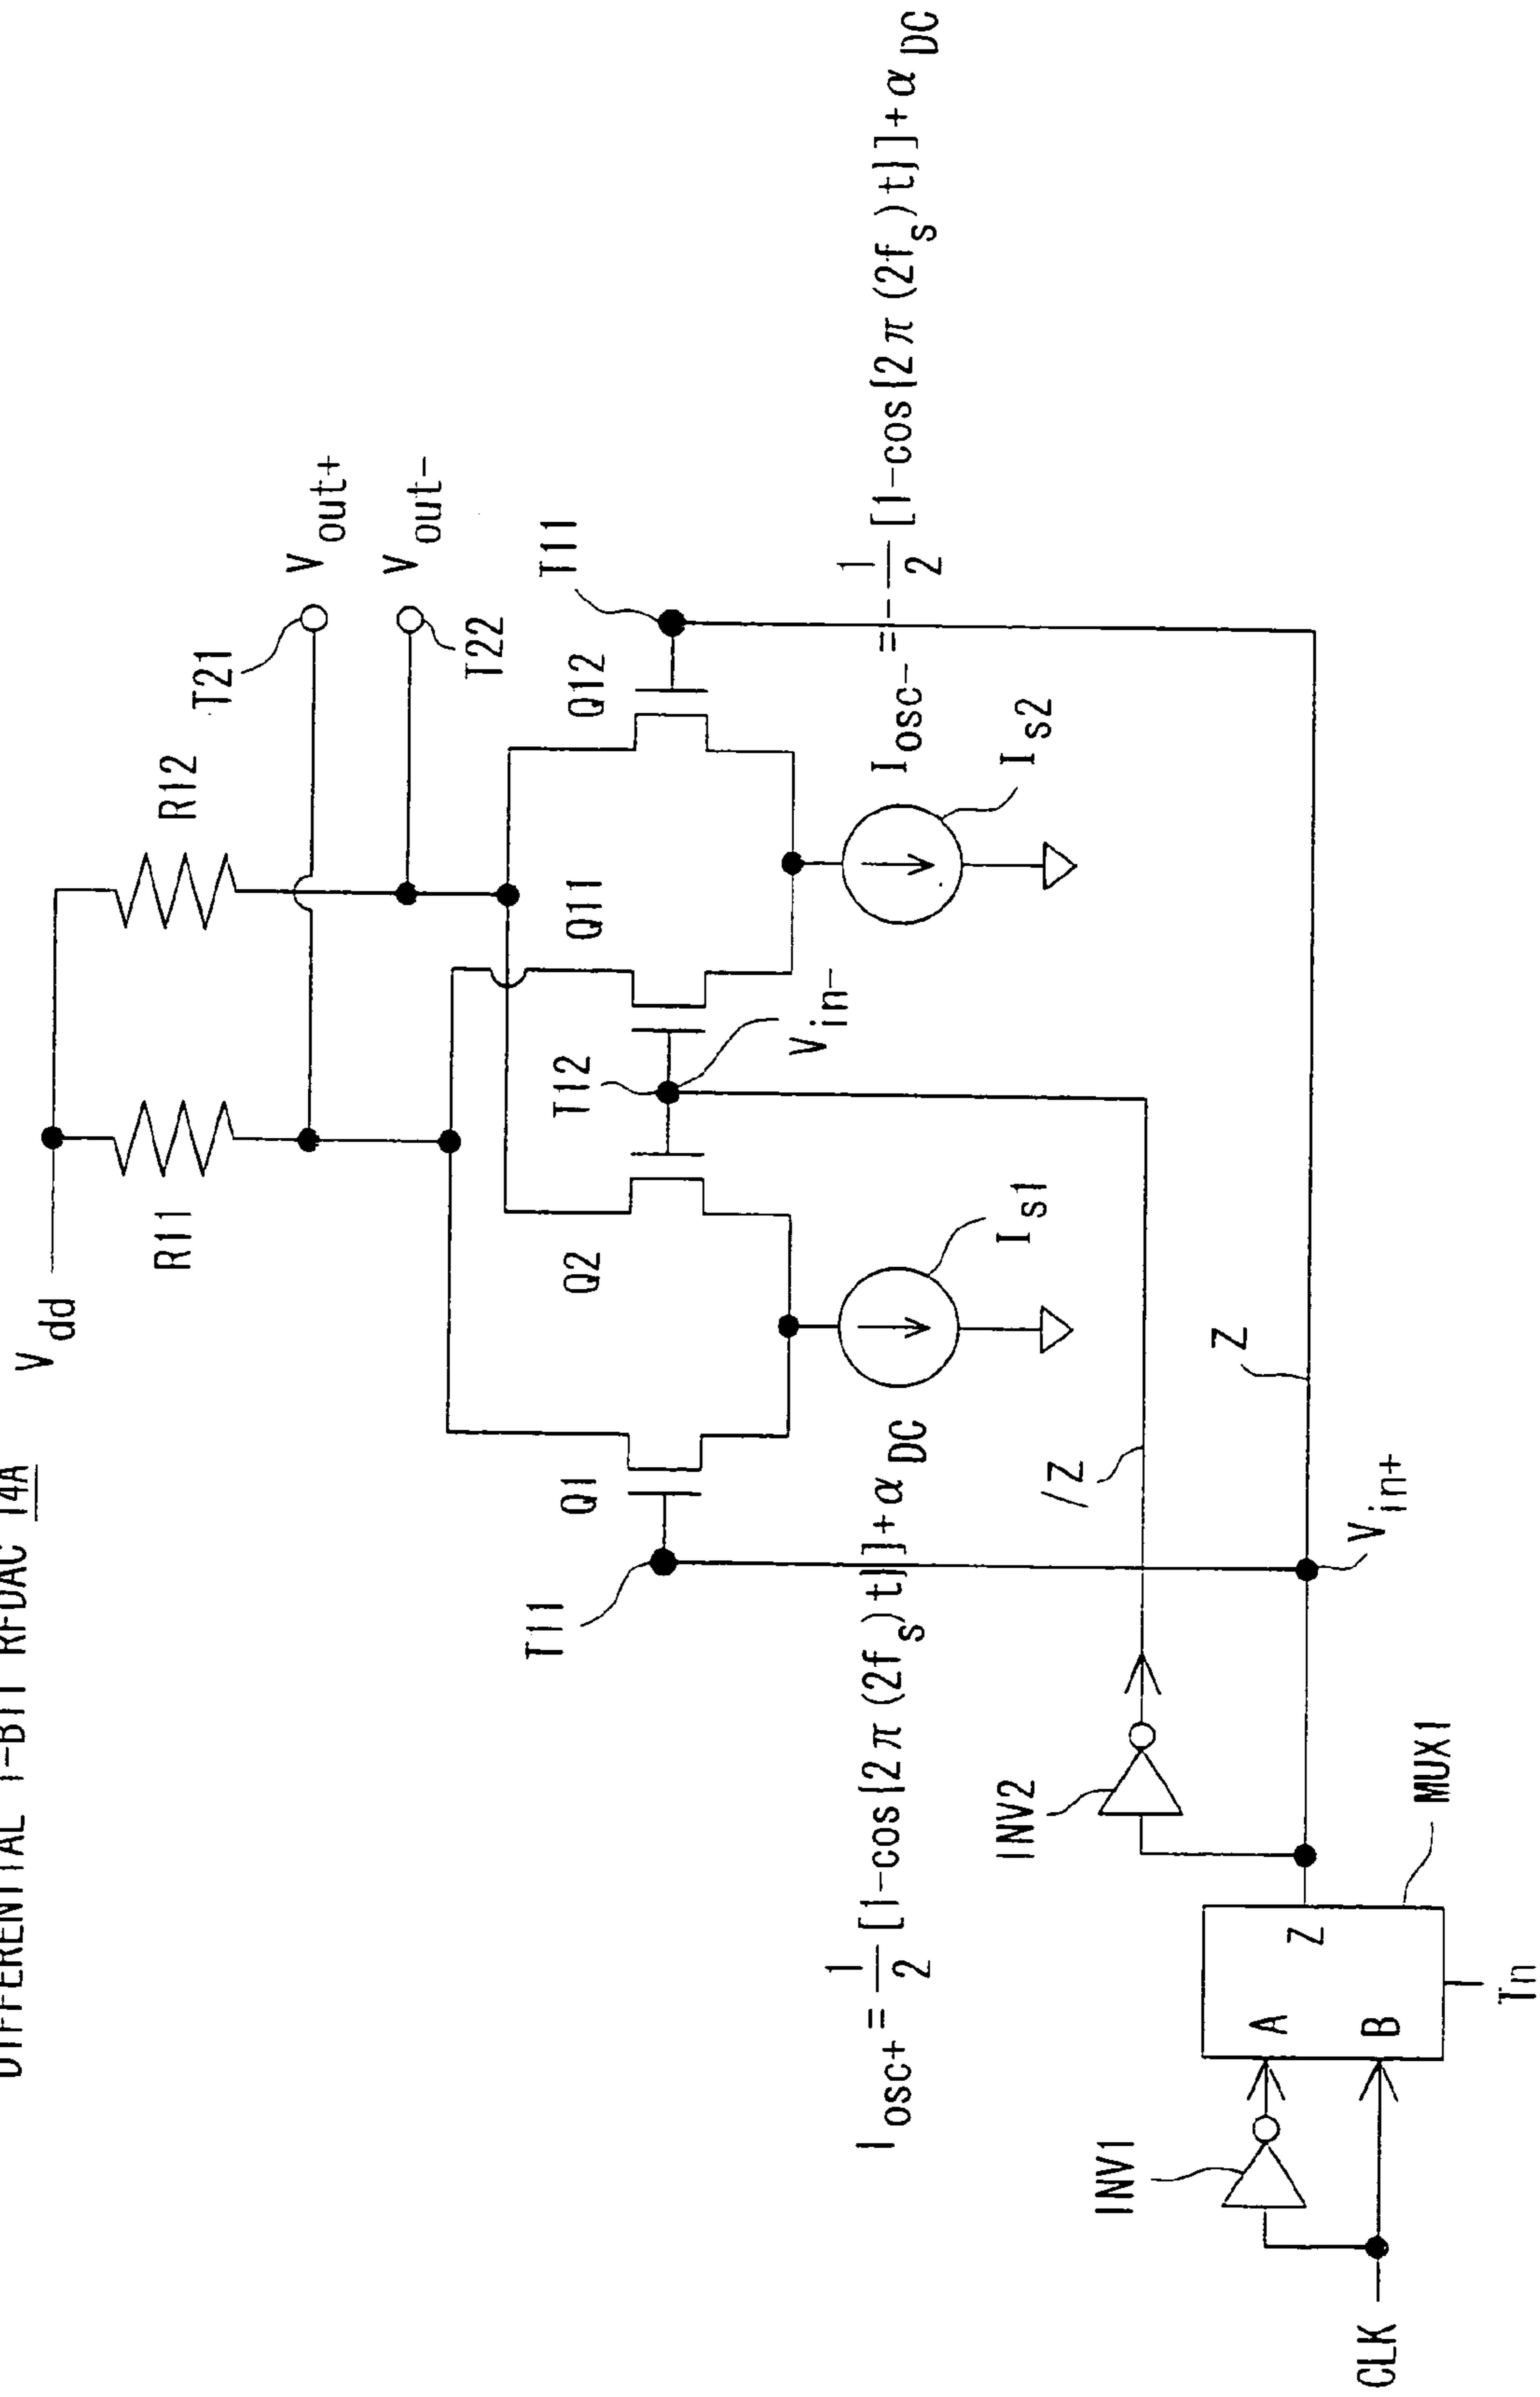 DIFFERENTIAL 1-BIT RFDAC 14A
Vdd
R11
R12
T21
Vout+
Vout-
T22
Q1
Q2
Q11
Q12
T11
T12
T11
Vin-
Is1
Is2
Iosc+ = 1/2 [1-cos{2π(2fs)t}]+αDC
Iosc- = -1/2 [1-cos{2π(2fs)t}]+αDC
/Z
Z
INV2
Vin+
INV1
A
B
Z
MUX1
CLK
Tn